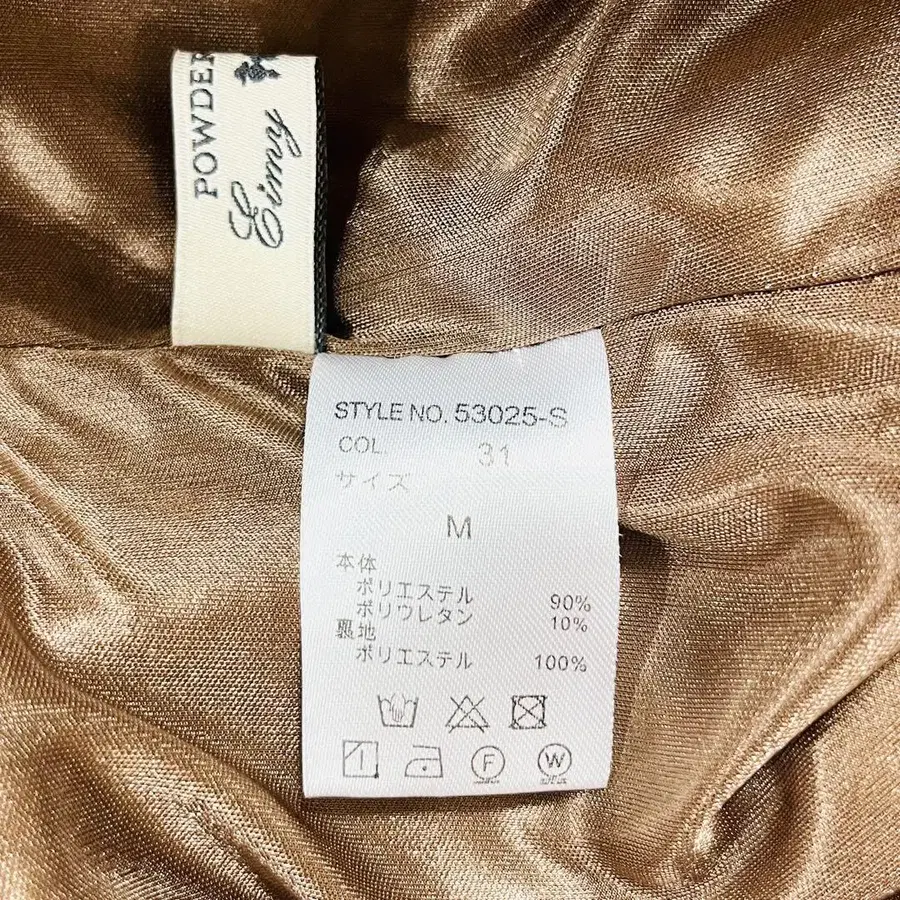 POWDER
Eimy
STYLE NO. 53025-S
COL. 31
サイズ
M
本体
ポリエステル 90%
ポリウレタン 10%
裏地
ポリエステル 100%
F
W